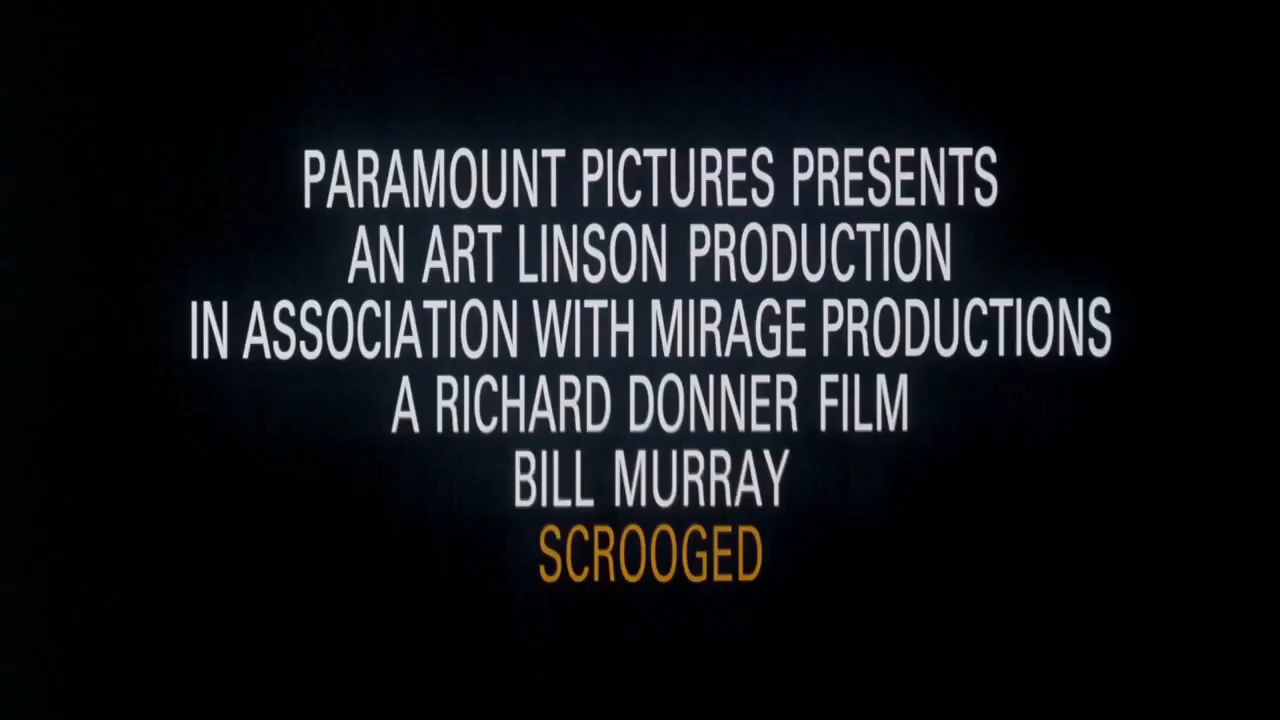 PARAMOUNT PICTURES PRESENTS
AN ART LINSON PRODUCTION
IN ASSOCIATION WITH MIRAGE PRODUCTIONS
A RICHARD DONNER FILM
BILL MURRAY
SCROOGED